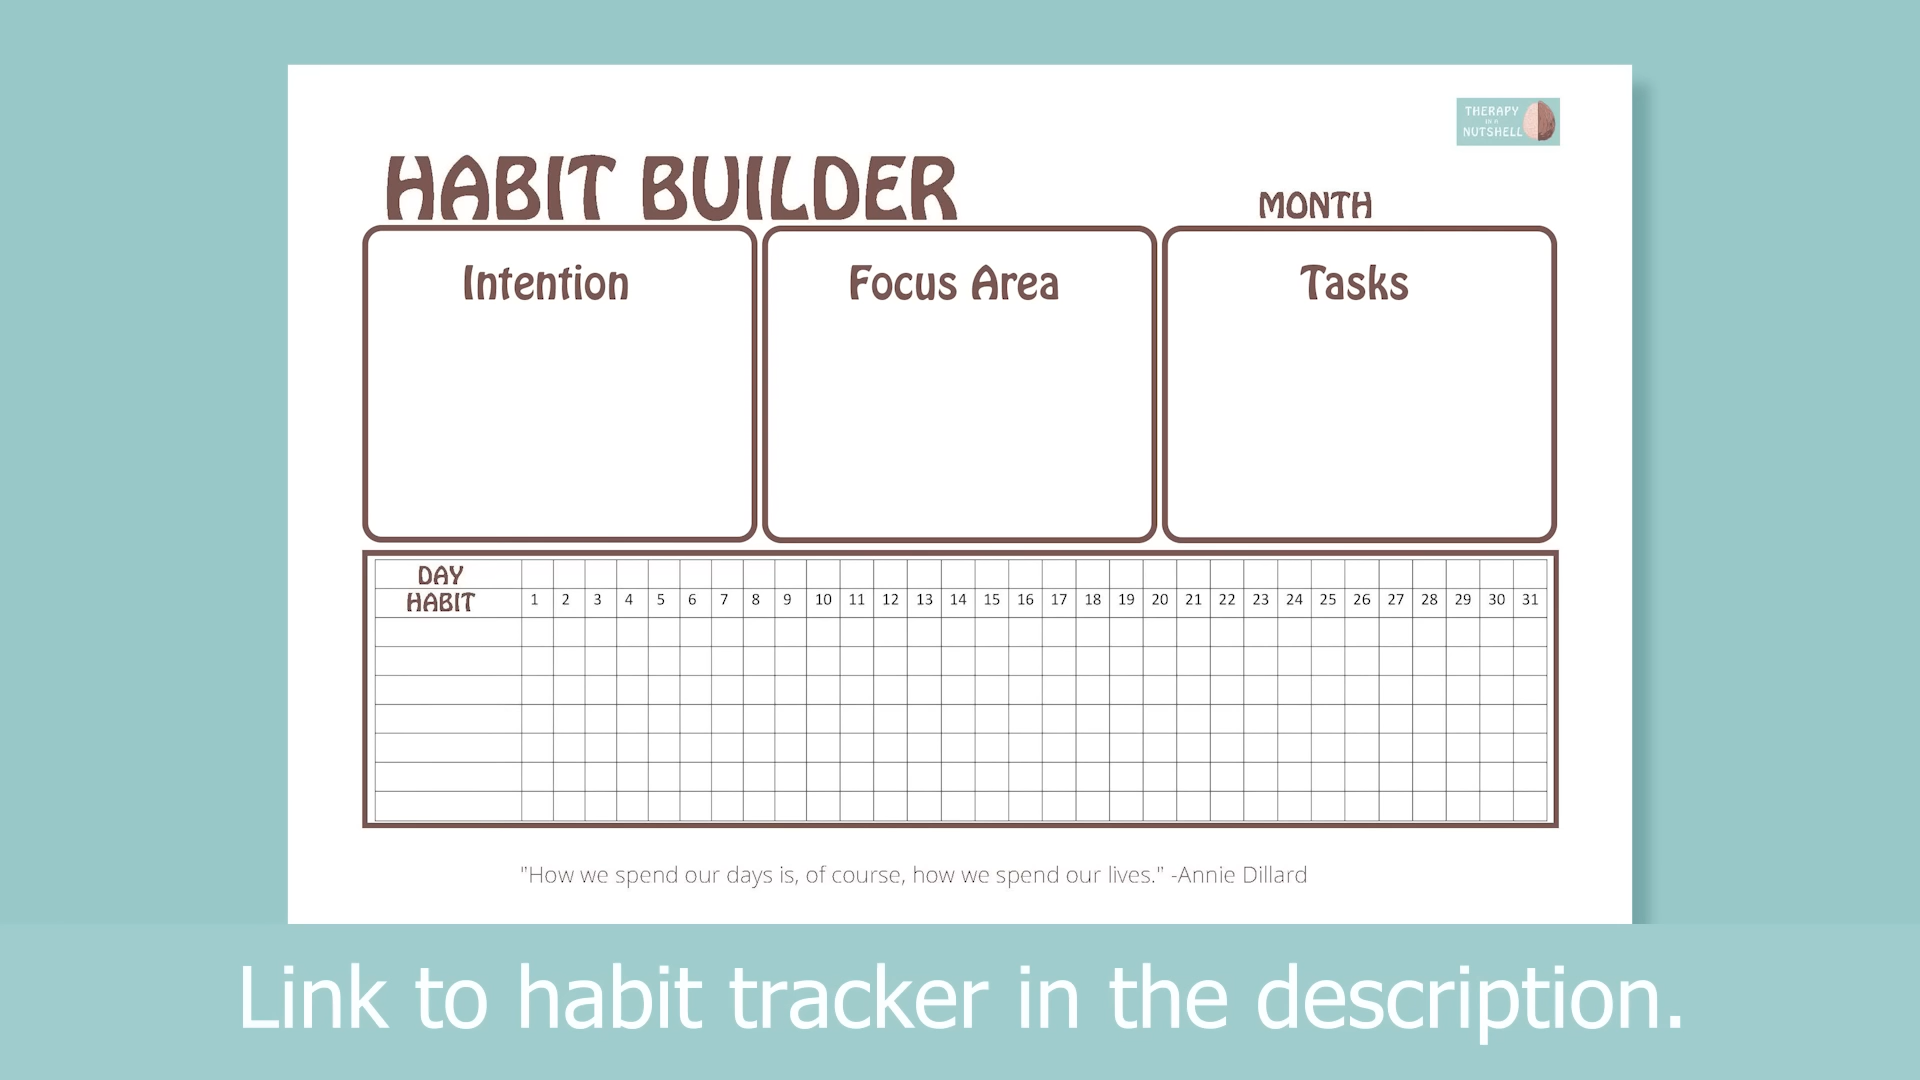 THERAPY
IN A
NUTSHELL
HABIT BUILDER
MONTH
Intention
Focus Area
Tasks
DAY
HABIT 1 2 3 4 5 6 7 8 9 10 11 12 13 14 15 16 17 18 19 20 21 22 23 24 25 26 27 28 29 30 31
"How we spend our days is, of course, how we spend our lives." -Annie Dillard
Link to habit tracker in the description.